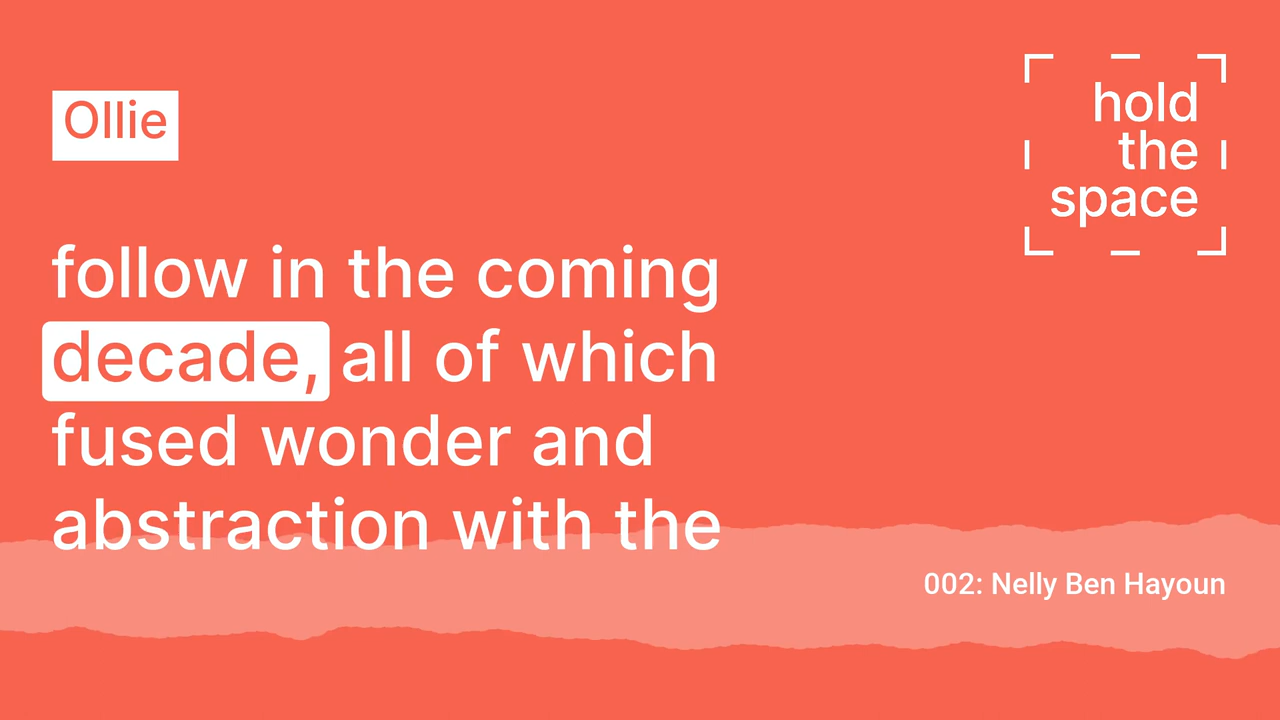 Ollie
hold
the
space
follow in the coming
decade, all of which
fused wonder and
abstraction with the
002: Nelly Ben Hayoun